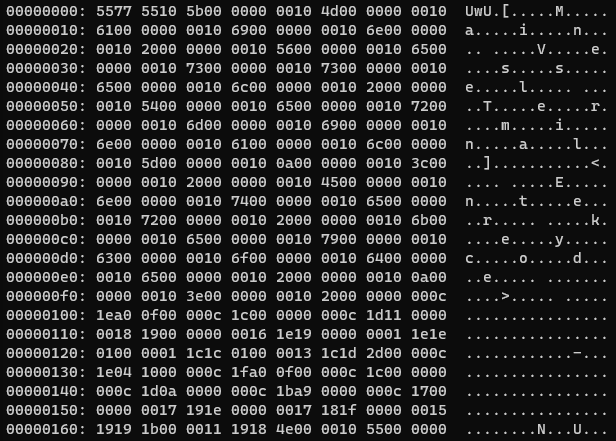 00000000: 5577 5510 5b00 0000 0010 4d00 0000 0010  UwU.[.....M.....
00000010: 6100 0000 0010 6900 0000 0010 6e00 0000  a.....i.....n...
00000020: 0010 2000 0000 0010 5600 0000 0010 6500  .. .....V.....e.
00000030: 0000 0010 7300 0000 0010 7300 0000 0010  ....s.....s.....
00000040: 6500 0000 0010 6c00 0000 0010 2000 0000  e.....l..... ...
00000050: 0010 5400 0000 0010 6500 0000 0010 7200  ..T.....e.....r.
00000060: 0000 0010 6d00 0000 0010 6900 0000 0010  ....m.....i.....
00000070: 6e00 0000 0010 6100 0000 0010 6c00 0000  n.....a.....l...
00000080: 0010 5d00 0000 0010 0a00 0000 0010 3c00  ..]...........<.
00000090: 0000 0010 2000 0000 0010 4500 0000 0010  .... .....E.....
000000a0: 6e00 0000 0010 7400 0000 0010 6500 0000  n.....t.....e...
000000b0: 0010 7200 0000 0010 2000 0000 0010 6b00  ..r..... .....k.
000000c0: 0000 0010 6500 0000 0010 7900 0000 0010  ....e.....y.....
000000d0: 6300 0000 0010 6f00 0000 0010 6400 0000  c.....o.....d...
000000e0: 0010 6500 0000 0010 2000 0000 0010 0a00  ..e..... .......
000000f0: 0000 0010 3e00 0000 0010 2000 0000 000c  ....>..... .....
00000100: 1ea0 0f00 000c 1c00 0000 000c 1d11 0000  ................
00000110: 0018 1900 0000 0016 1e19 0000 0001 1e1e  ................
00000120: 0100 0001 1c1c 0100 0013 1c1d 2d00 000c  ............-...
00000130: 1e04 1000 000c 1fa0 0f00 000c 1c00 0000  ................
00000140: 000c 1d0a 0000 000c 1ba9 0000 000c 1700  ................
00000150: 0000 0017 191e 0000 0017 181f 0000 0015  ................
00000160: 1919 1b00 0011 1918 4e00 0010 5500 0000  ........N...U...